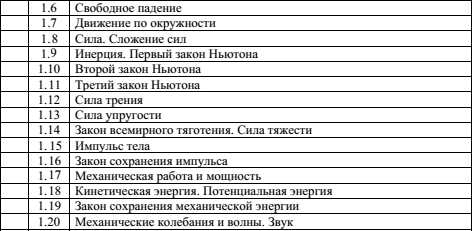 1.6 Свободное падение
1.7 Движение по окружности
1.8 Сила. Сложение сил
1.9 Инерция. Первый закон Ньютона
1.10 Второй закон Ньютона
1.11 Третий закон Ньютона
1.12 Сила трения
1.13 Сила упругости
1.14 Закон всемирного тяготения. Сила тяжести
1.15 Импульс тела
1.16 Закон сохранения импульса
1.17 Механическая работа и мощность
1.18 Кинетическая энергия. Потенциальная энергия
1.19 Закон сохранения механической энергии
1.20 Механические колебания и волны. Звук